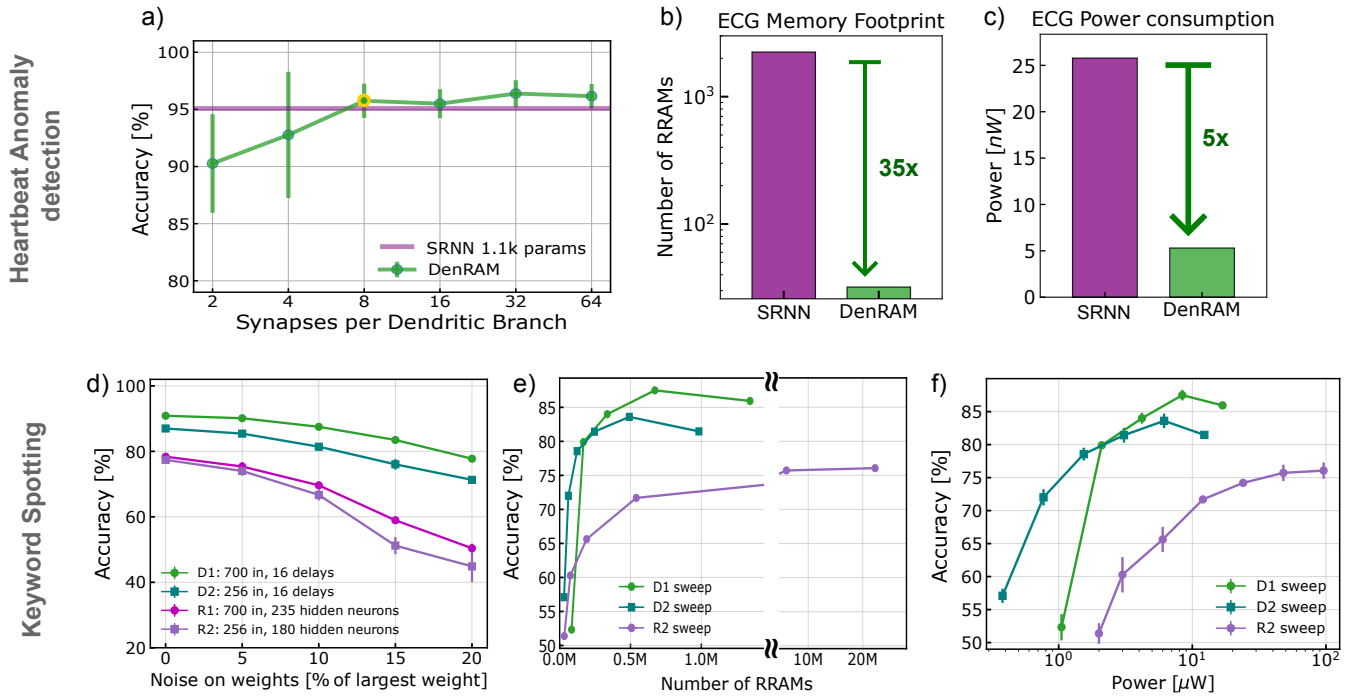 Heartbeat Anomaly
detection
a)
Accuracy [%]
100
95
90
85
80
SRNN 1.1k params
DenRAM
2 4 8 16 32 64
Synapses per Dendritic Branch
b)
ECG Memory Footprint
Number of RRAMs
10³
10²
35x
SRNN DenRAM
c)
ECG Power consumption
Power [nW]
25
20
15
10
5
0
5x
SRNN DenRAM
Keyword Spotting
d)
Accuracy [%]
100
80
60
40
20
D1: 700 in, 16 delays
D2: 256 in, 16 delays
R1: 700 in, 235 hidden neurons
R2: 256 in, 180 hidden neurons
0 5 10 15 20
Noise on weights [% of largest weight]
e)
Accuracy [%]
85
80
75
70
65
60
55
50
D1 sweep
D2 sweep
R2 sweep
0.0M 0.5M 1.0M 10M 20M
Number of RRAMs
f)
Accuracy [%]
85
80
75
70
65
60
55
50
D1 sweep
D2 sweep
R2 sweep
10⁰ 10¹ 10²
Power [μW]